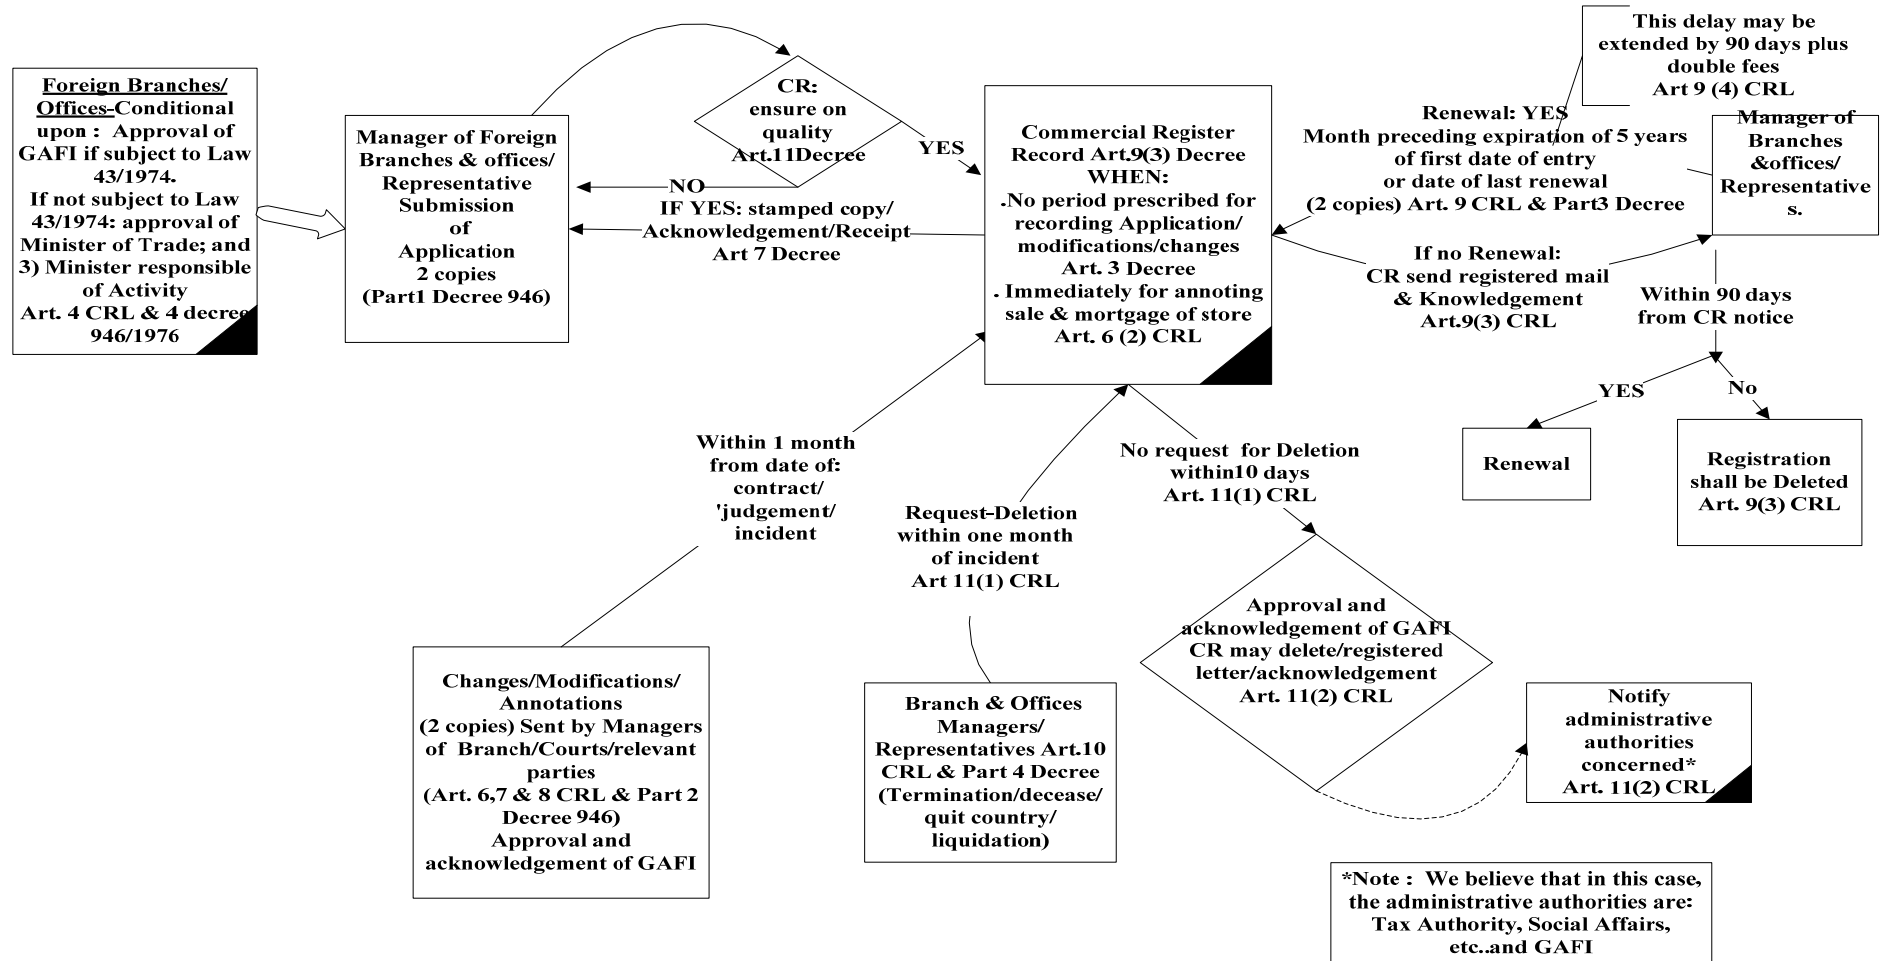 Foreign Branches/
Offices-Conditional
upon : Approval of
GAFI if subject to Law
43/1974.
If not subject to Law
43/1974: approval of
Minister of Trade; and
3) Minister responsible
of Activity
Art. 4 CRL & 4 decree
946/1976
Manager of Foreign
Branches & offices/
Representative
Submission
of
Application
2 copies
(Part1 Decree 946)
CR:
ensure on
quality
Art.11Decree
YES
NO
IF YES: stamped copy/
Acknowledgement/Receipt
Art 7 Decree
Commercial Register
Record Art.9(3) Decree
WHEN:
.No period prescribed for
recording Application/
modifications/changes
Art. 3 Decree
. Immediately for annoting
sale & mortgage of store
Art. 6 (2) CRL
This delay may be
extended by 90 days plus
double fees
Art 9 (4) CRL
Renewal: YES
Month preceding expiration of 5 years
of first date of entry
or date of last renewal
(2 copies) Art. 9 CRL & Part3 Decree
Manager of
Branches
&offices/
Representative
s.
If no Renewal:
CR send registered mail
& Knowledgement
Art.9(3) CRL
Within 90 days
from CR notice
YES
No
Renewal
Registration
shall be Deleted
Art. 9(3) CRL
Within 1 month
from date of:
contract/
'judgement/
incident
Request-Deletion
within one month
of incident
Art 11(1) CRL
No request for Deletion
within10 days
Art. 11(1) CRL
Approval and
acknowledgement of GAFI
CR may delete/registered
letter/acknowledgement
Art. 11(2) CRL
Changes/Modifications/
Annotations
(2 copies) Sent by Managers
of Branch/Courts/relevant
parties
(Art. 6,7 & 8 CRL & Part 2
Decree 946)
Approval and
acknowledgement of GAFI
Branch & Offices
Managers/
Representatives Art.10
CRL & Part 4 Decree
(Termination/decease/
quit country/
liquidation)
Notify
administrative
authorities
concerned*
Art. 11(2) CRL
*Note : We believe that in this case,
the administrative authorities are:
Tax Authority, Social Affairs,
etc..and GAFI